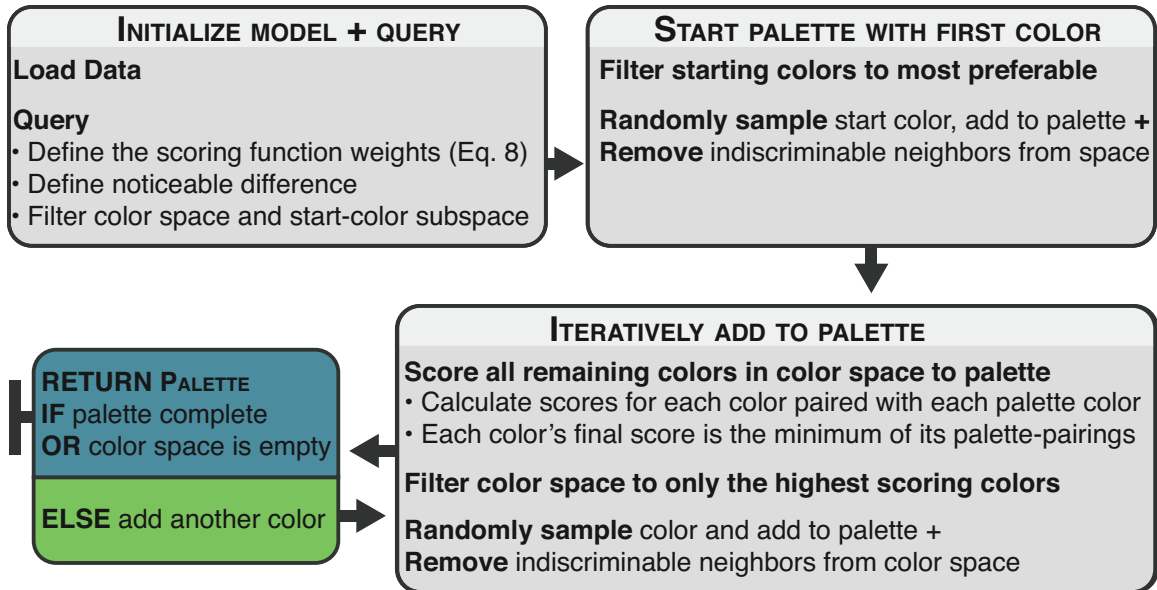 INITIALIZE MODEL + QUERY
Load Data
Query
• Define the scoring function weights (Eq. 8)
• Define noticeable difference
• Filter color space and start-color subspace
START PALETTE WITH FIRST COLOR
Filter starting colors to most preferable
Randomly sample start color, add to palette +
Remove indiscriminable neighbors from space
ITERATIVELY ADD TO PALETTE
Score all remaining colors in color space to palette
• Calculate scores for each color paired with each palette color
• Each color's final score is the minimum of its palette-pairings
Filter color space to only the highest scoring colors
Randomly sample color and add to palette +
Remove indiscriminable neighbors from color space
RETURN PALETTE
IF palette complete
OR color space is empty
ELSE add another color